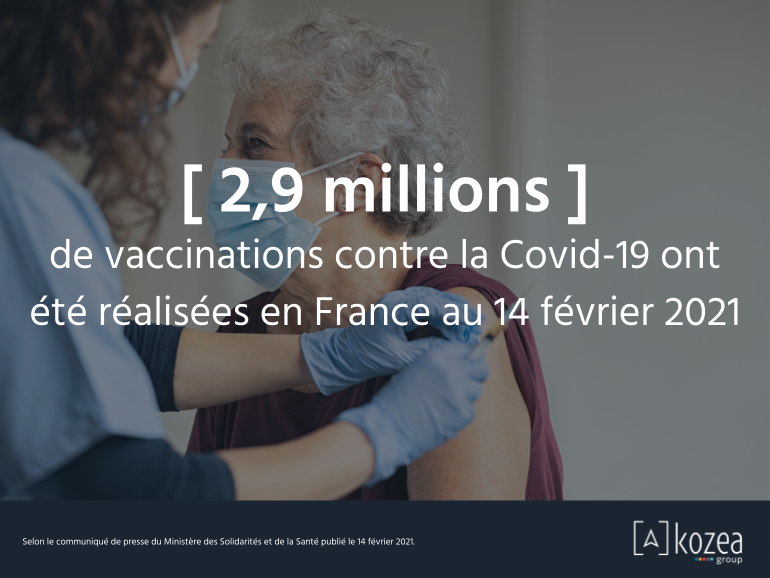 [ 2,9 millions ]
de vaccinations contre la Covid-19 ont
été réalisées en France au 14 février 2021
Selon le communiqué de presse du Ministère des Solidarités et de la Santé publié le 14 février 2021.
[A] kozea
group